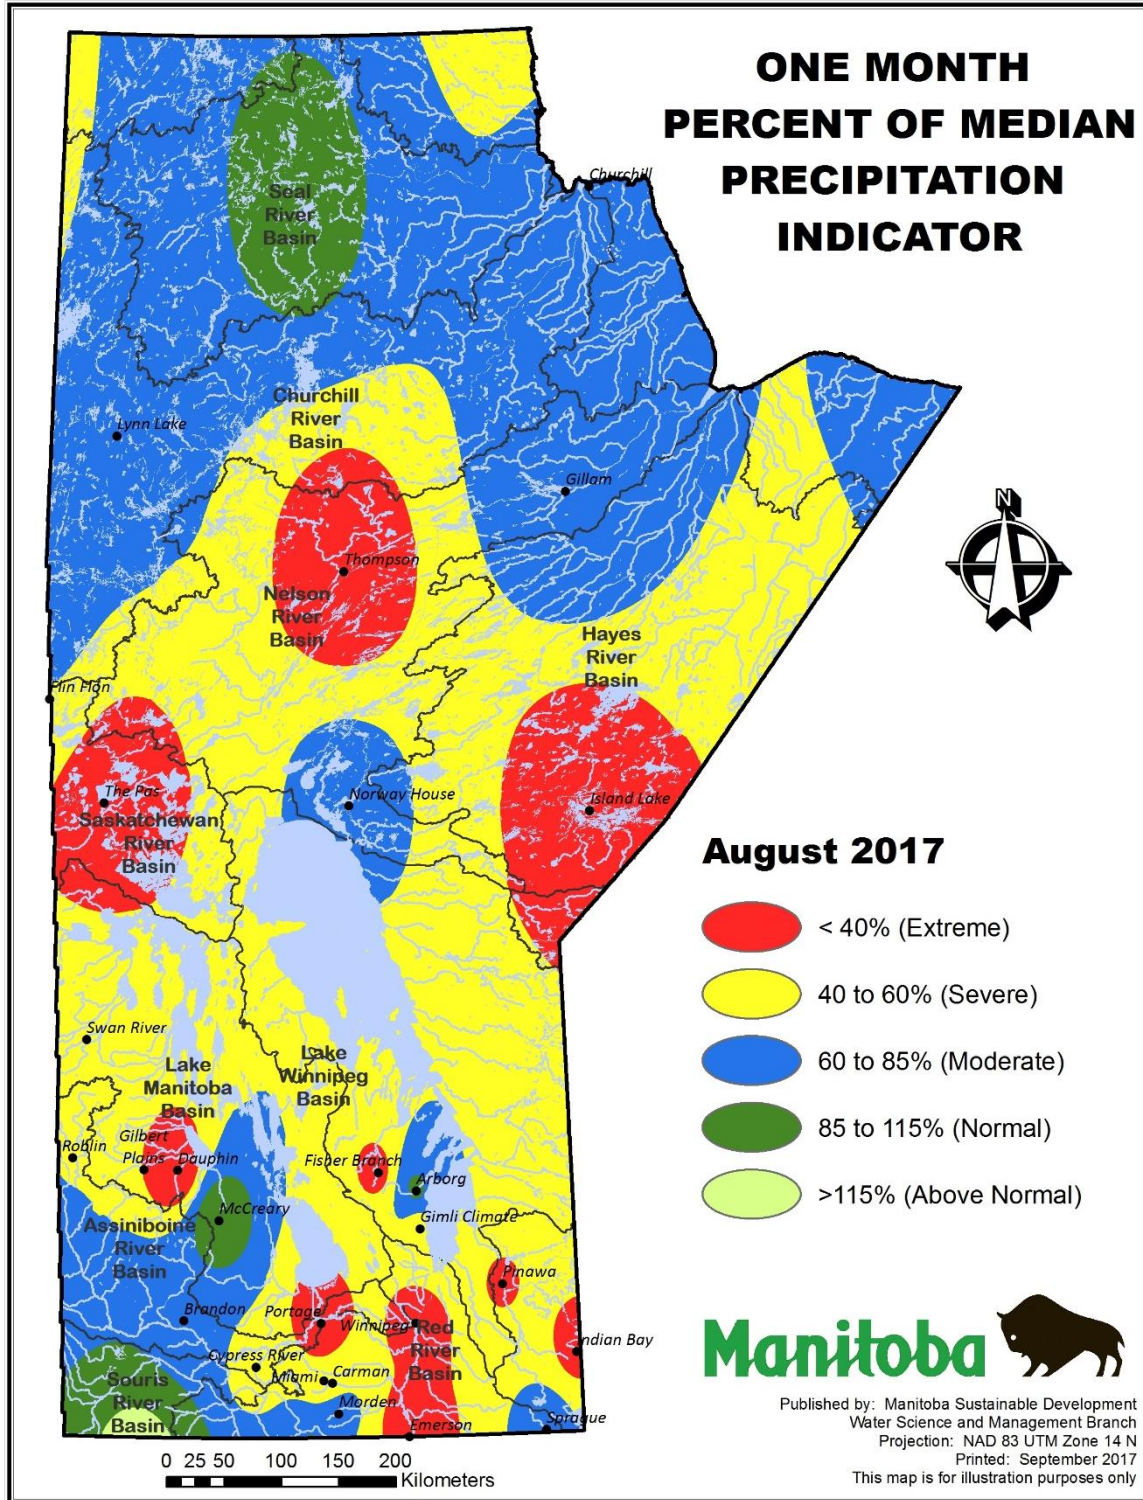 ONE MONTH
PERCENT OF MEDIAN
PRECIPITATION
INDICATOR
Churchill
Seal
River
Basin
Churchill
River
Basin
Lynn Lake
Gillam
Thompson
Nelson
River
Basin
Hayes
River
Basin
Flin Flon
N
The Pas
Norway House
Island Lake
Saskatchewan
River
Basin
August 2017
< 40% (Extreme)
40 to 60% (Severe)
60 to 85% (Moderate)
85 to 115% (Normal)
>115% (Above Normal)
Swan River
Lake
Manitoba
Basin
Lake
Winnipeg
Basin
Roblin
Gilbert
Plains
Dauphin
Fisher Branch
Arborg
McCreary
Gimli Climate
Assiniboine
River
Basin
Pinawa
Brandon
Portage
Winnipeg
Red
River
Basin
Indian Bay
Cypress River
Miami
Carman
Souris
River
Basin
Morden
Emerson
Sprague
0 25 50 100 150 200
Kilometers
Manitoba
Published by: Manitoba Sustainable Development
Water Science and Management Branch
Projection: NAD 83 UTM Zone 14 N
Printed: September 2017
This map is for illustration purposes only